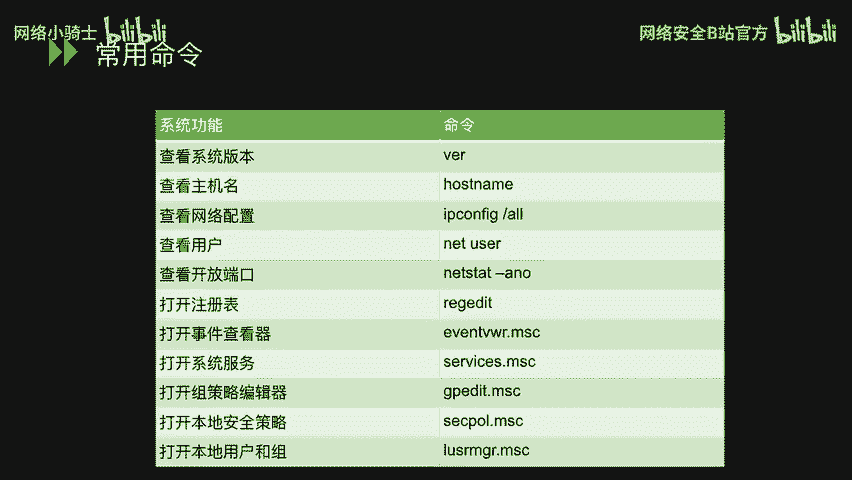 网络小骑士 bilibili
网络安全B站官方 bilibili
常用命令
系统功能 命令
查看系统版本 ver
查看主机名 hostname
查看网络配置 ipconfig /all
查看用户 net user
查看开放端口 netstat –ano
打开注册表 regedit
打开事件查看器 eventvwr.msc
打开系统服务 services.msc
打开组策略编辑器 gpedit.msc
打开本地安全策略 secpol.msc
打开本地用户和组 lusrmgr.msc